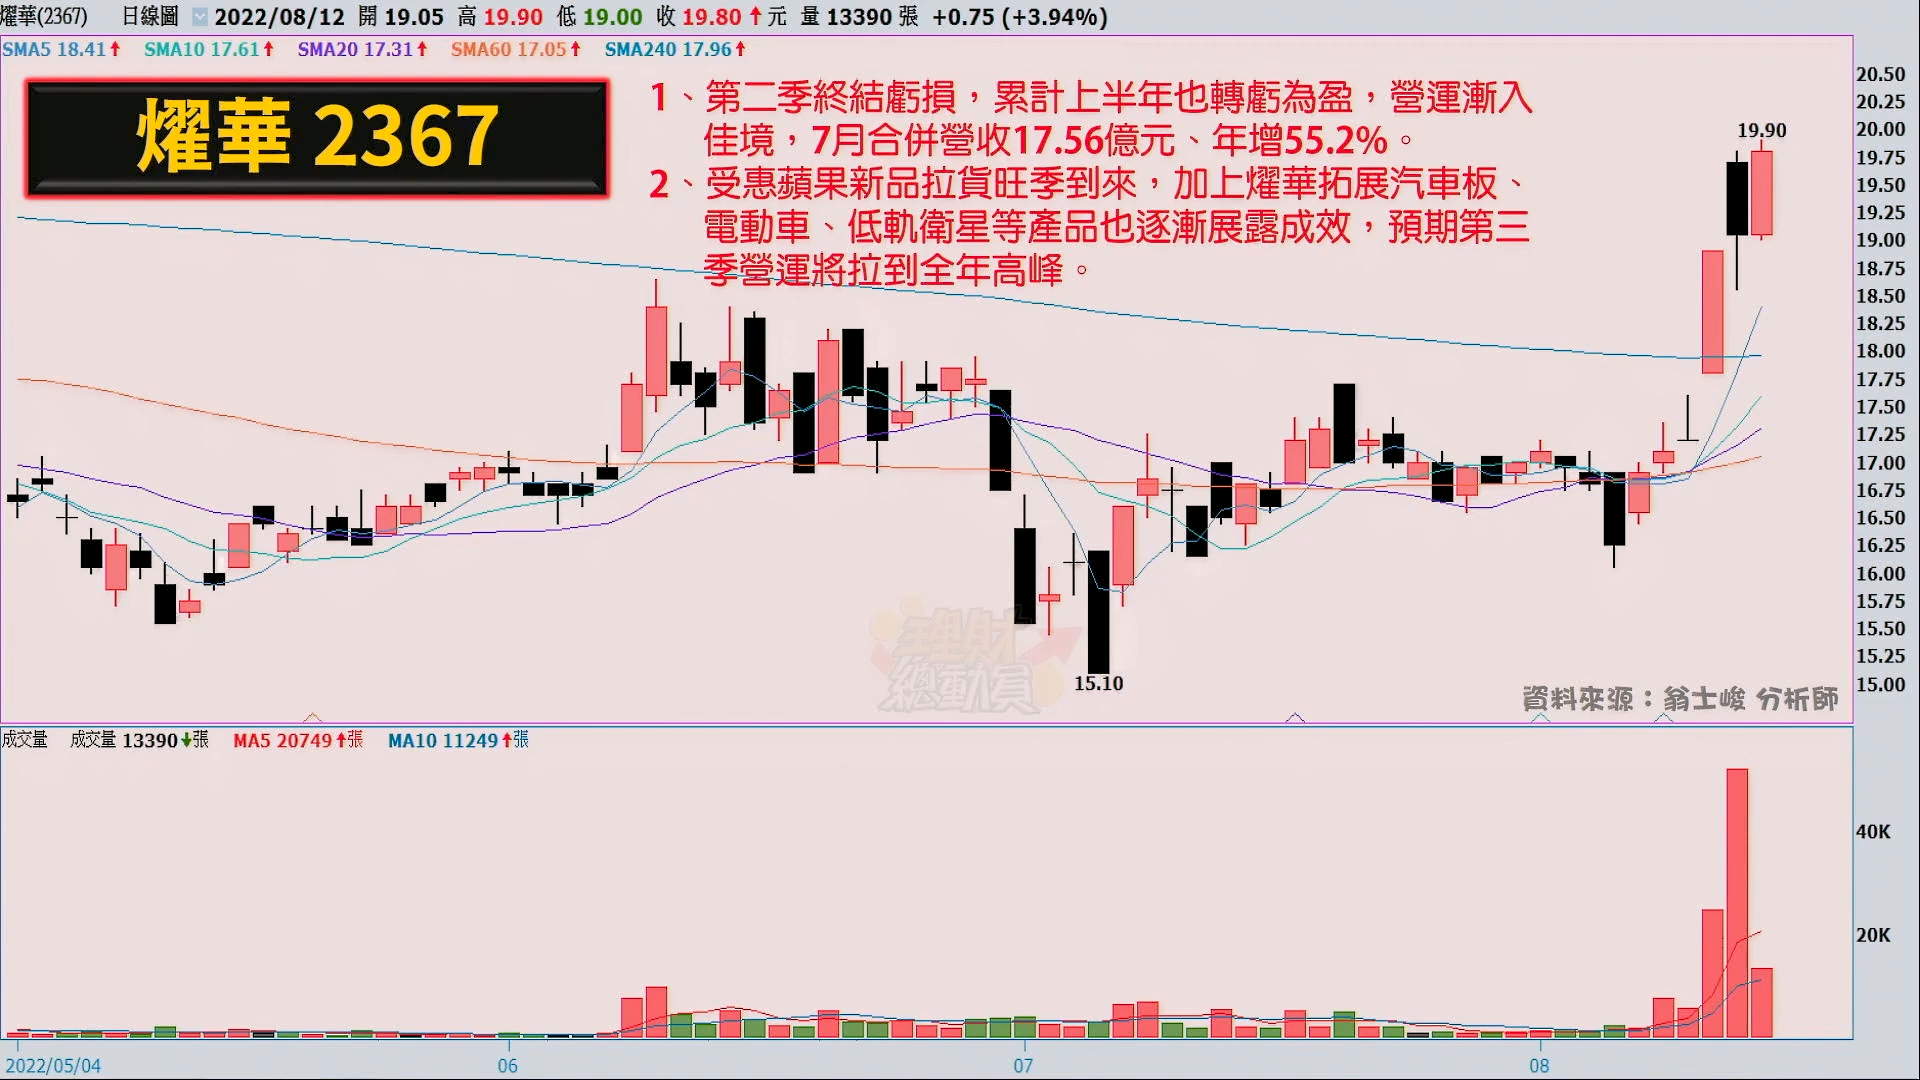 燿華(2367) 日線圖 2022/08/12 開 19.05 高 19.90 低 19.00 收 19.80↑元 量 13390 張 +0.75 (+3.94%)
SMA5 18.41↑ SMA10 17.61↑ SMA20 17.31↑ SMA60 17.05↑ SMA240 17.96↑
燿華 2367
1、第二季終結虧損，累計上半年也轉虧為盈，營運漸入
佳境，7月合併營收17.56億元、年增55.2%。
2、受惠蘋果新品拉貨旺季到來，加上燿華拓展汽車板、
電動車、低軌衛星等產品也逐漸展露成效，預期第三
季營運將拉到全年高峰。
20.50
20.25
20.00
19.75
19.50
19.25
19.00
18.75
18.50
18.25
18.00
17.75
17.50
17.25
17.00
16.75
16.50
16.25
16.00
15.75
15.50
15.25
15.00
19.90
15.10
理財
總動員
資料來源：翁士峻 分析師
成交量 成交量 13390↓張 MA5 20749↑張 MA10 11249↑張
40K
20K
2022/05/04 06 07 08